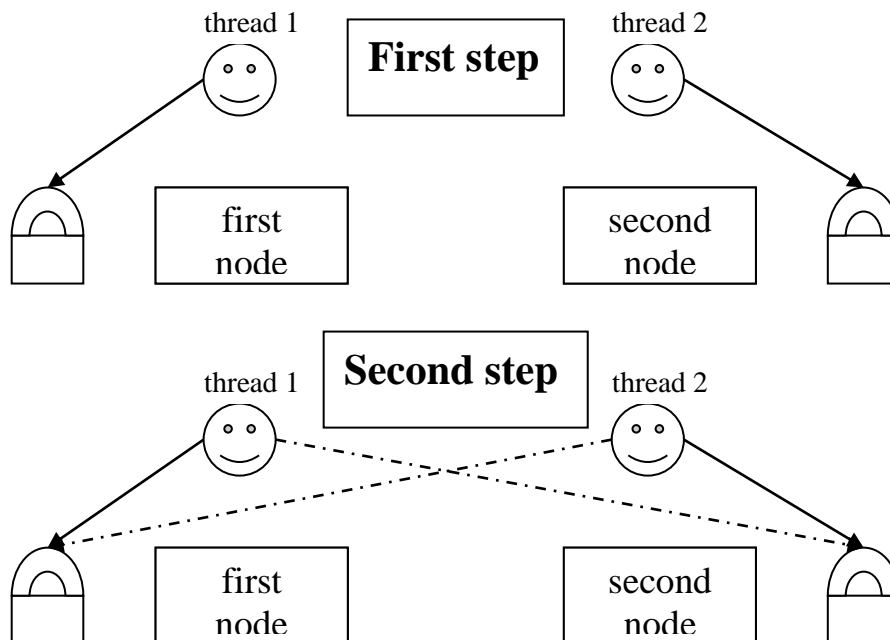 thread 1
First step
thread 2
first
node
second
node
thread 1
Second step
thread 2
first
node
second
node